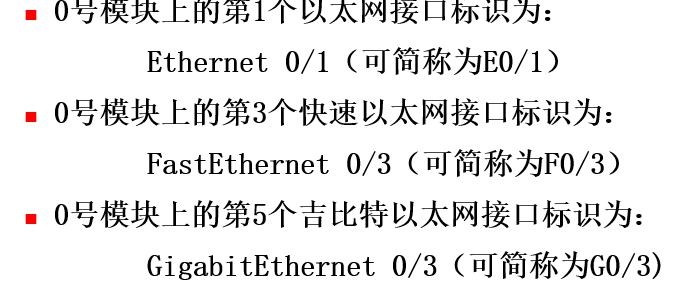 0号模块上的第1个以太网接口标识为：
Ethernet 0/1（可简称为E0/1）
0号模块上的第3个快速以太网接口标识为：
FastEthernet 0/3（可简称为F0/3）
0号模块上的第5个吉比特以太网接口标识为：
GigabitEthernet 0/3（可简称为G0/3)